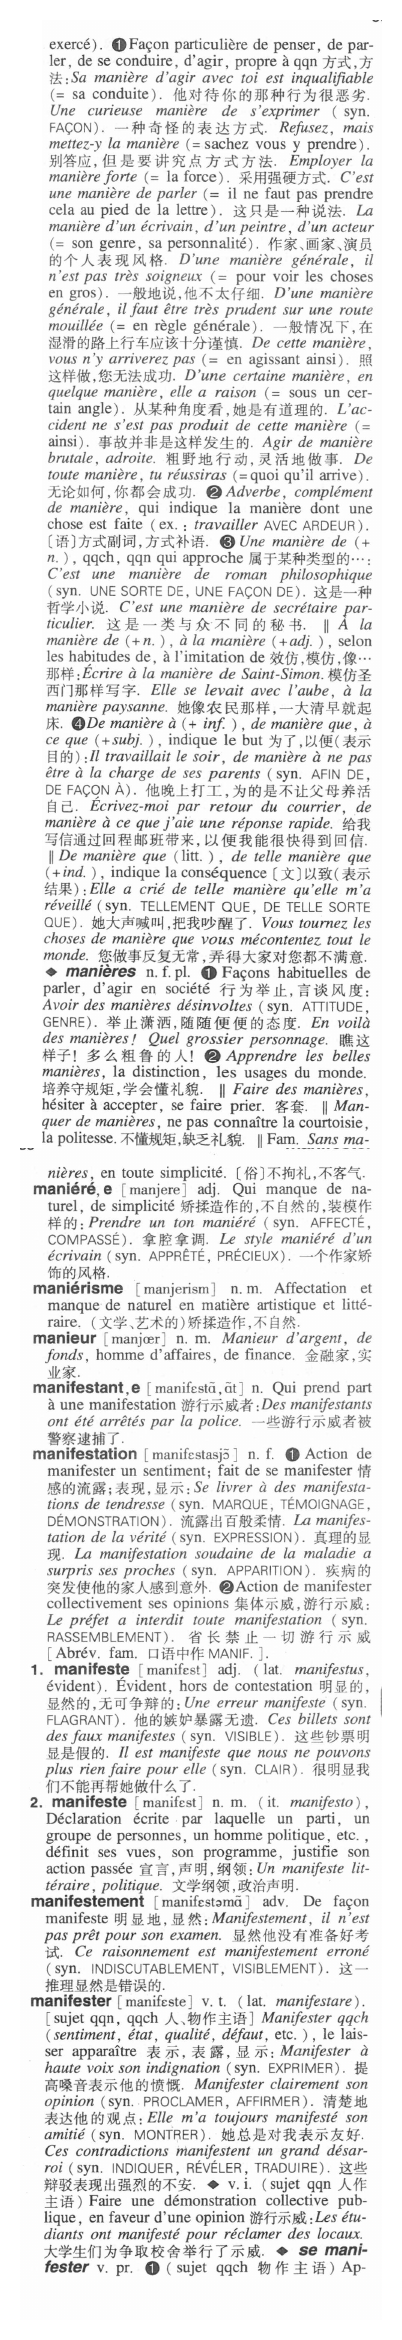 exercé). ❶Façon particulière de penser, de par-
ler, de se conduire, d'agir, propre à qqn 方式,方
法:Sa manière d'agir avec toi est inqualifiable
(= sa conduite). 他对待你的那种行为很恶劣.
Une curieuse manière de s'exprimer ( syn.
FAÇON). 一种奇怪的表达方式. Refusez, mais
mettez-y la manière (= sachez vous y prendre).
别答应,但是要讲究点方式方法. Employer la
manière forte (= la force). 采用强硬方式. C'est
une manière de parler (= il ne faut pas prendre
cela au pied de la lettre). 这只是一种说法. La
manière d'un écrivain, d'un peintre, d'un acteur
(= son genre, sa personnalité). 作家、画家、演员
的个人表现风格. D'une manière générale, il
n'est pas très soigneux (= pour voir les choses
en gros). 一般地说,他不太仔细. D'une manière
générale, il faut être très prudent sur une route
mouillée (= en règle générale). 一般情况下,在
湿滑的路上行车应该十分谨慎. De cette manière,
vous n'y arriverez pas (= en agissant ainsi). 照
这样做,您无法成功. D'une certaine manière, en
quelque manière, elle a raison (= sous un cer-
tain angle). 从某种角度看,她是有道理的. L'ac-
cident ne s'est pas produit de cette manière (=
ainsi). 事故并非是这样发生的. Agir de manière
brutale, adroite. 粗野地行动,灵活地做事. De
toute manière, tu réussiras (=quoi qu'il arrive).
无论如何,你都会成功. ❷ Adverbe, complément
de manière, qui indique la manière dont une
chose est faite ( ex. : travailler AVEC ARDEUR).
〔语〕方式副词,方式补语. ❸ Une manière de (+
n. ), qqch, qqn qui approche 属于某种类型的…:
C'est une manière de roman philosophique
(syn. UNE SORTE DE, UNE FAÇON DE). 这是一种
哲学小说. C'est une manière de secrétaire par-
ticulier. 这是一类与众不同的秘书. ‖ À la
manière de (+n. ), à la manière (+adj. ), selon
les habitudes de, à l'imitation de 效仿,模仿,像…
那样:Écrire à la manière de Saint-Simon. 模仿圣
西门那样写字. Elle se levait avec l'aube, à la
manière paysanne. 她像农民那样,一大清早就起
床. ❹De manière à (+ inf. ), de manière que, à
ce que (+subj. ), indique le but 为了,以便(表示
目的):Il travaillait le soir, de manière à ne pas
être à la charge de ses parents (syn. AFIN DE,
DE FAÇON À). 他晚上打工,为的是不让父母养活
自己. Écrivez-moi par retour du courrier, de
manière à ce que j'aie une réponse rapide. 给我
写信通过回程邮班带来,以便我能很快得到回信.
‖ De manière que (litt. ), de telle manière que
(+ind. ), indique la conséquence〔文〕以致(表示
结果):Elle a crié de telle manière qu'elle m'a
réveillé (syn. TELLEMENT QUE, DE TELLE SORTE
QUE). 她大声喊叫,把我吵醒了. Vous tournez les
choses de manière que vous mécontentez tout le
monde. 您做事反复无常,弄得大家对您都不满意.
◆ manières n. f. pl. ❶ Façons habituelles de
parler, d'agir en société 行为举止,言谈风度:
Avoir des manières désinvoltes (syn. ATTITUDE,
GENRE). 举止潇洒,随随便便的态度. En voilà
des manières! Quel grossier personnage. 瞧这
样子! 多么粗鲁的人! ❷ Apprendre les belles
manières, la distinction, les usages du monde.
培养守规矩,学会懂礼貌. ‖ Faire des manières,
hésiter à accepter, se faire prier. 客套. ‖ Man-
quer de manières, ne pas connaître la courtoisie,
la politesse. 不懂规矩,缺乏礼貌. ‖ Fam. Sans ma-
nières, en toute simplicité. 〔俗〕不拘礼,不客气.
maniéré, e [manjere] adj. Qui manque de na-
turel, de simplicité 矫揉造作的,不自然的,装模作
样的:Prendre un ton maniéré ( syn. AFFECTÉ,
COMPASSÉ). 拿腔拿调. Le style maniéré d'un
écrivain (syn. APPRÊTÉ, PRÉCIEUX). 一个作家矫
饰的风格.
maniérisme [manjerism] n. m. Affectation et
manque de naturel en matière artistique et litté-
raire. (文学、艺术的)矫揉造作,不自然.
manieur [manjœr] n. m. Manieur d'argent, de
fonds, homme d'affaires, de finance. 金融家,实
业家.
manifestant, e [manifɛstɑ̃, ɑ̃t] n. Qui prend part
à une manifestation 游行示威者:Des manifestants
ont été arrêtés par la police. 一些游行示威者被
警察逮捕了.
manifestation [manifɛstasjɔ̃] n. f. ❶ Action de
manifester un sentiment; fait de se manifester 情
感的流露;表现,显示:Se livrer à des manifesta-
tions de tendresse (syn. MARQUE, TÉMOIGNAGE,
DÉMONSTRATION). 流露出百般柔情. La manifes-
tation de la vérité (syn. EXPRESSION). 真理的显
现. La manifestation soudaine de la maladie a
surpris ses proches ( syn. APPARITION). 疾病的
突发使他的家人感到意外. ❷Action de manifester
collectivement ses opinions 集体示威,游行示威:
Le préfet a interdit toute manifestation ( syn.
RASSEMBLEMENT). 省长禁止一切游行示威
[Abrév. fam. 口语中作 MANIF. ].
1. manifeste [manifɛst] adj. ( lat. manifestus,
évident). Évident, hors de contestation 明显的,
显然的,无可争辩的:Une erreur manifeste ( syn.
FLAGRANT). 他的嫉妒暴露无遗. Ces billets sont
des faux manifestes ( syn. VISIBLE). 这些钞票明
显是假的. Il est manifeste que nous ne pouvons
plus rien faire pour elle (syn. CLAIR). 很明显我
们不能再帮她做什么了.
2. manifeste [manifɛst] n. m. ( it. manifesto),
Déclaration écrite par laquelle un parti, un
groupe de personnes, un homme politique, etc. ,
définit ses vues, son programme, justifie son
action passée 宣言,声明,纲领:Un manifeste lit-
téraire, politique. 文学纲领,政治声明.
manifestement [manifɛstəmɑ̃] adv. De façon
manifeste 明显地,显然:Manifestement, il n'est
pas prêt pour son examen. 显然他没有准备好考
试. Ce raisonnement est manifestement erroné
(syn. INDISCUTABLEMENT, VISIBLEMENT). 这一
推理显然是错误的.
manifester [manifɛste] v. t. ( lat. manifestare).
[sujet qqn, qqch 人、物作主语] Manifester qqch
(sentiment, état, qualité, défaut, etc. ), le lais-
ser apparaître 表示,表露,显示:Manifester à
haute voix son indignation (syn. EXPRIMER). 提
高嗓音表示他的愤慨. Manifester clairement son
opinion (syn. PROCLAMER, AFFIRMER). 清楚地
表达他的观点:Elle m'a toujours manifesté son
amitié (syn. MONTRER). 她总是对我表示友好.
Ces contradictions manifestent un grand désar-
roi (syn. INDIQUER, RÉVÉLER, TRADUIRE). 这些
辩驳表现出强烈的不安. ◆ v. i. (sujet qqn 人作
主语) Faire une démonstration collective pub-
lique, en faveur d'une opinion 游行示威:Les étu-
diants ont manifesté pour réclamer des locaux.
大学生们为争取校舍举行了示威. ◆ se mani-
fester v. pr. ❶ ( sujet qqch 物作主语) Ap-